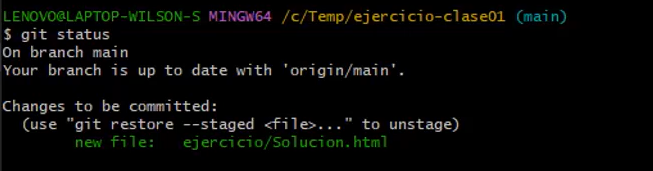 LENOVO@LAPTOP-WILSON-S MINGW64 /c/Temp/ejercicio-clase01 (main)
$ git status
On branch main
Your branch is up to date with 'origin/main'.

Changes to be committed:
  (use "git restore --staged <file>..." to unstage)
        new file:   ejercicio/Solucion.html